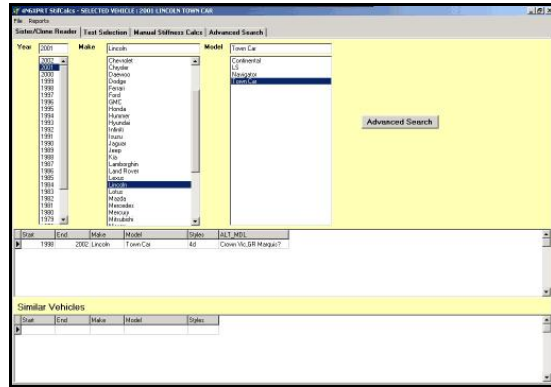 4N6XPRT StifCalcs - SELECTED VEHICLE : 2001 LINCOLN TOWN CAR
File Reports
Sister/Clone Reader Test Selection Manual Stiffness Calcs Advanced Search
Year 2001 Make Lincoln Model Town Car
2002
2001
2000
1999
1998
1997
1996
1995
1994
1993
1992
1991
1990
1989
1988
1987
1986
1985
1984
1983
1982
1981
1980
1979
Chevrolet
Chrysler
Daewoo
Dodge
Ferrari
Ford
GMC
Honda
Hummer
Hyundai
Infiniti
Isuzu
Jaguar
Jeep
Kia
Lamborghin
Land Rover
Lexus
Lincoln
Lotus
Mazda
Mercedes
Mercury
Mitsubishi
Continental
LS
Navigator
Town Car
Advanced Search
Start End Make Model Styles ALT_MDL
1998 2002 Lincoln Town Car 4d Crown Vic,GR Marquis?
Similar Vehicles
Start End Make Model Styles